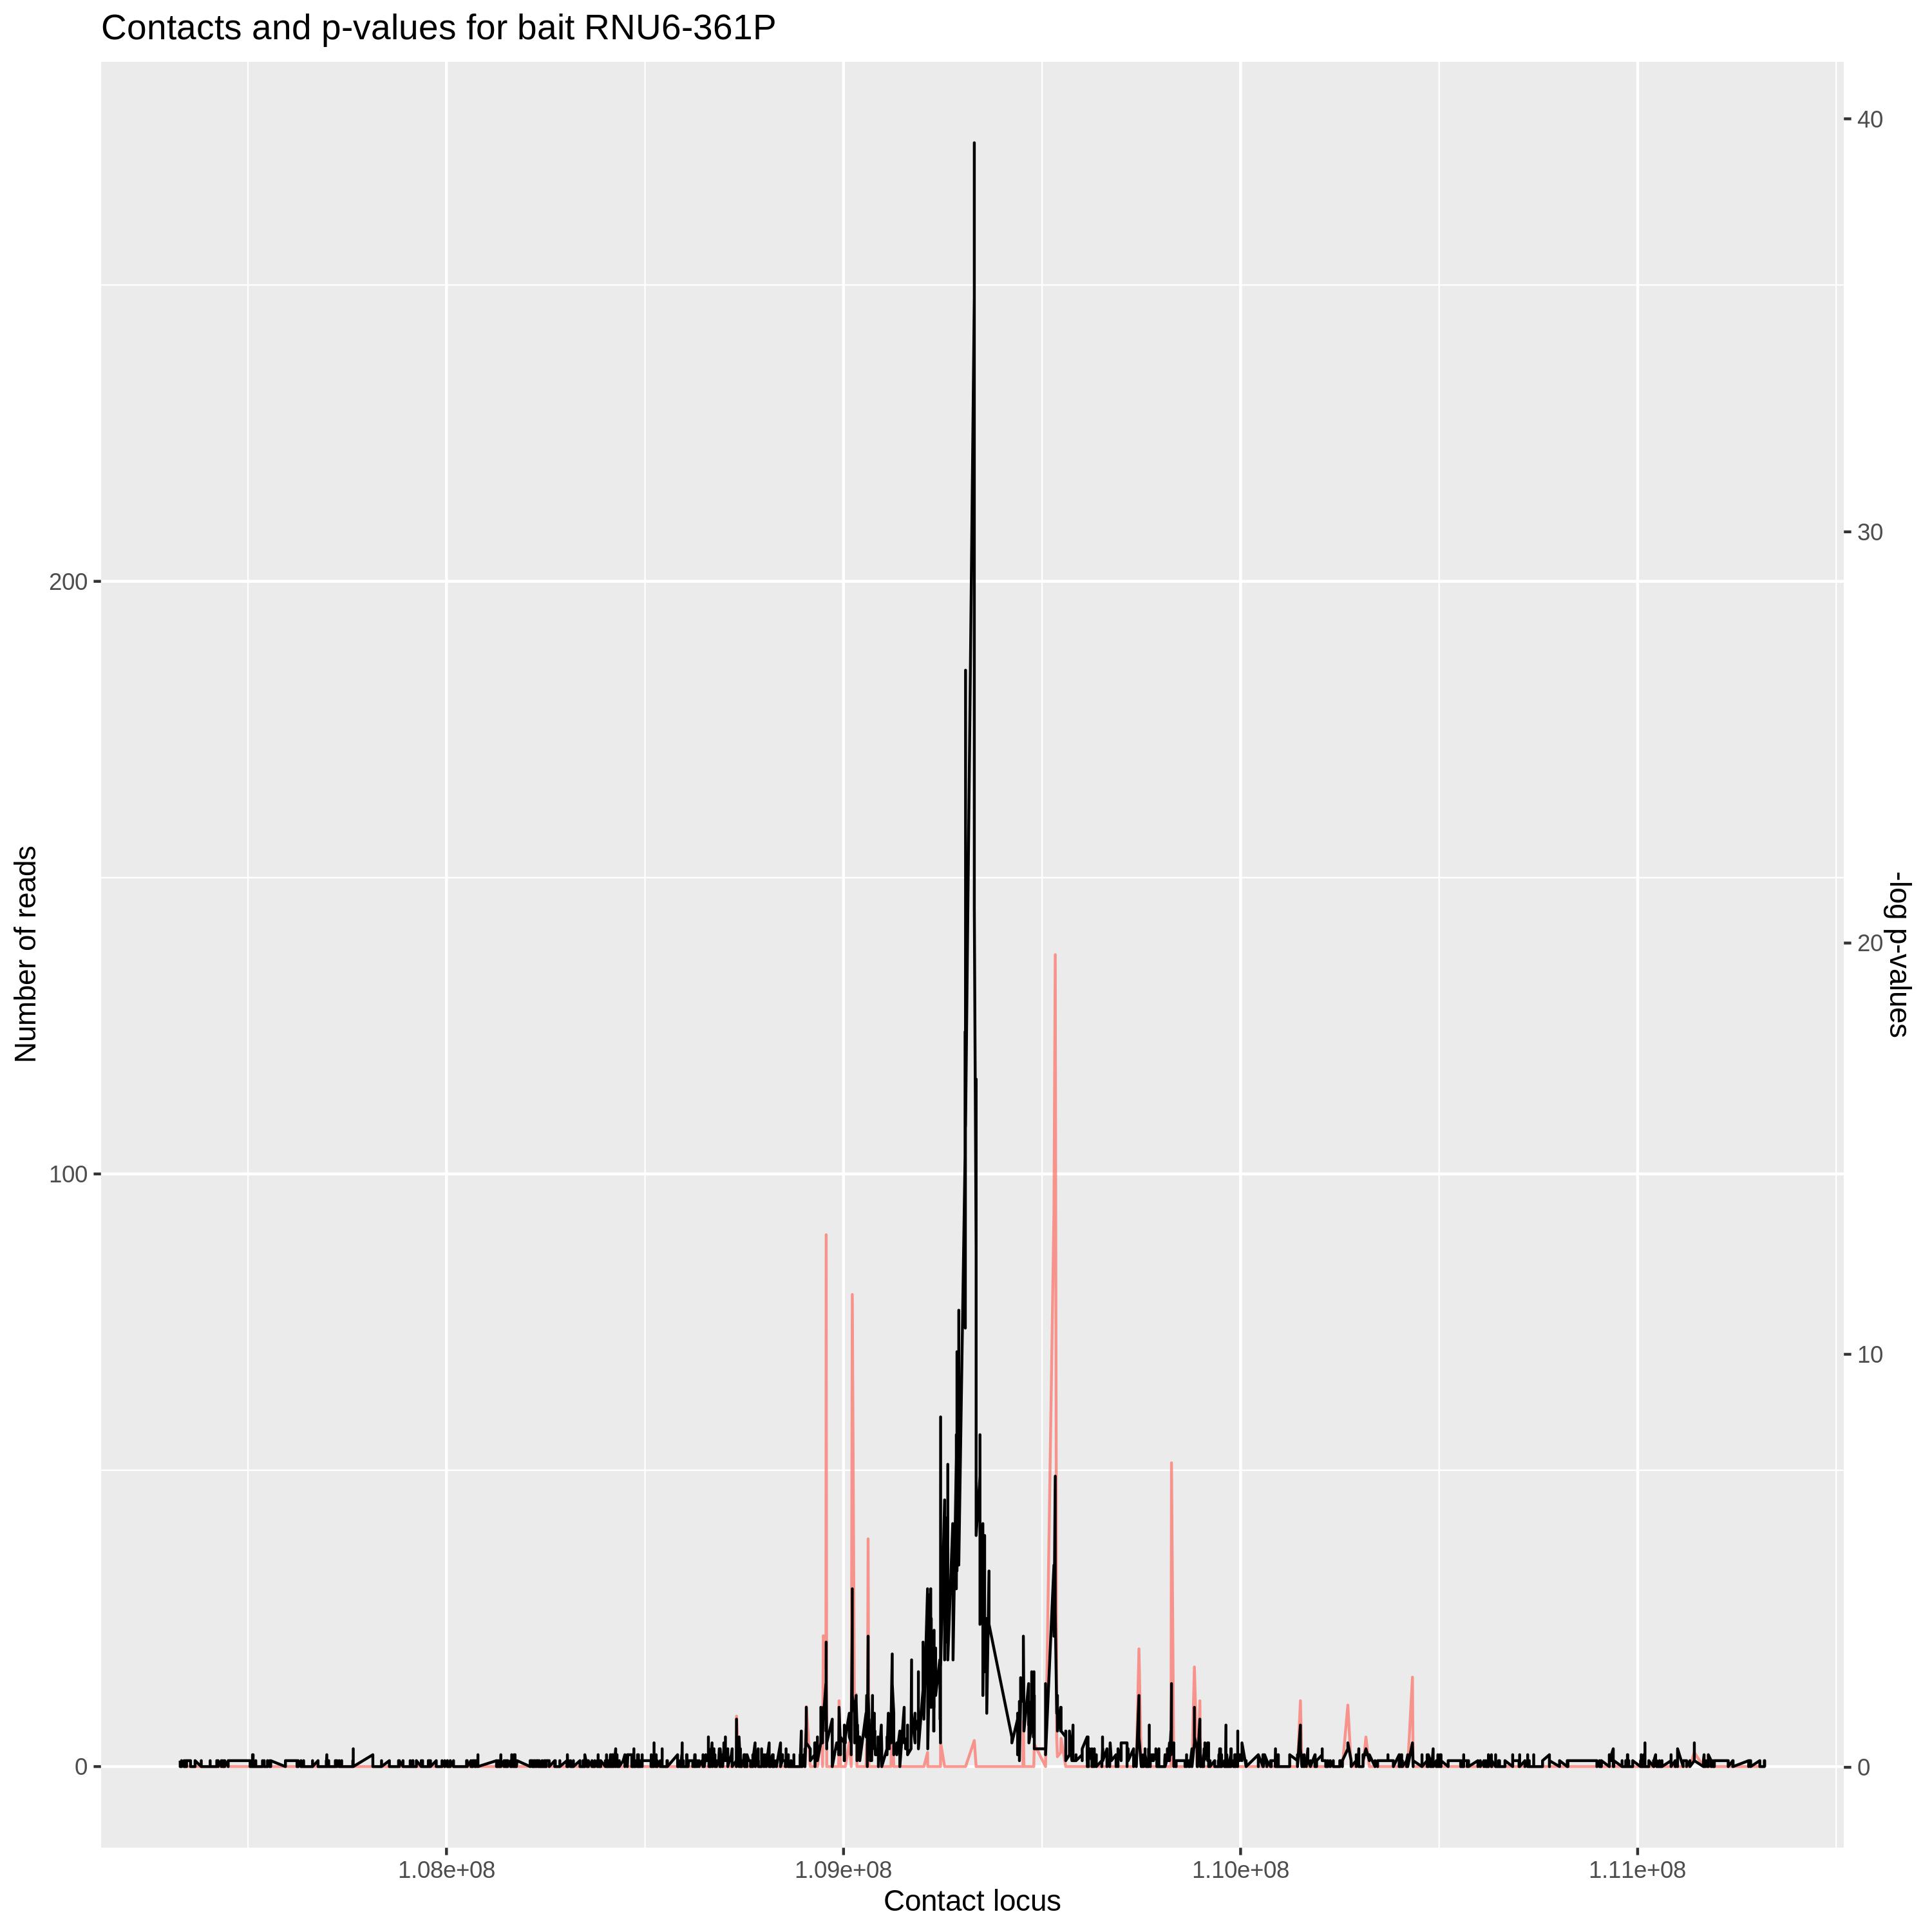 Contacts and p-values for bait RNU6-361P
Number of reads
200
100
0
40
30
20
10
0
-log p-values
1.08e+08
1.09e+08
1.10e+08
1.11e+08
Contact locus